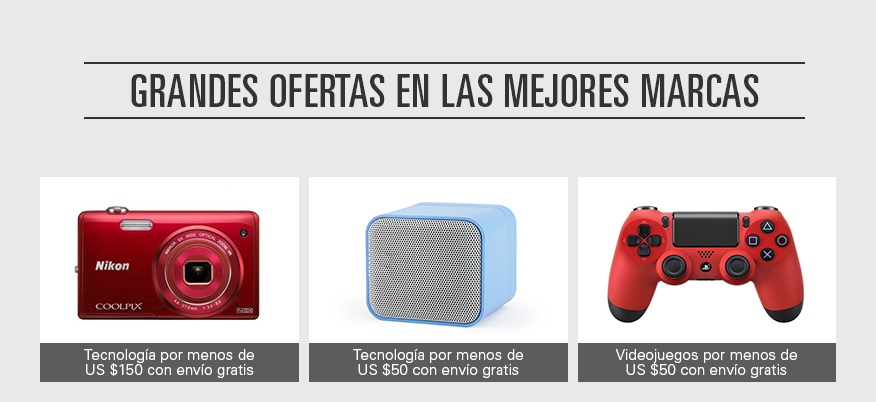 GRANDES OFERTAS EN LAS MEJORES MARCAS
Nikon
COOLPIX
Tecnología por menos de
US $150 con envío gratis
Tecnología por menos de
US $50 con envío gratis
Videojuegos por menos de
US $50 con envío gratis